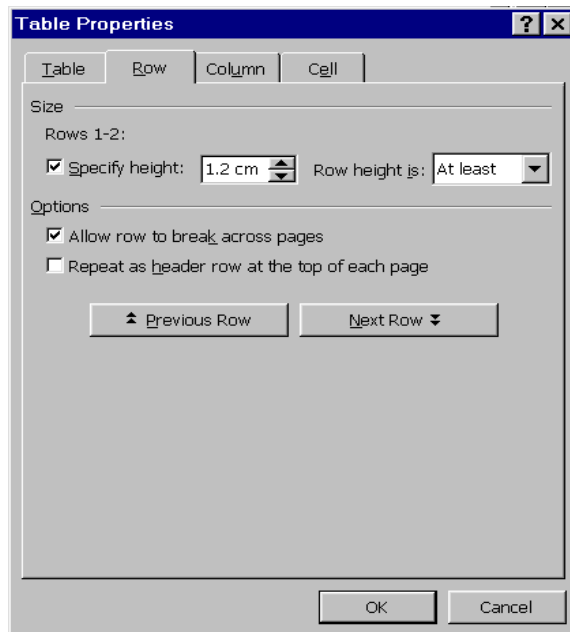 Table Properties
Table Row Column Cell
Size
Rows 1-2:
Specify height: 1.2 cm Row height is: At least
Options
Allow row to break across pages
Repeat as header row at the top of each page
Previous Row Next Row
OK Cancel